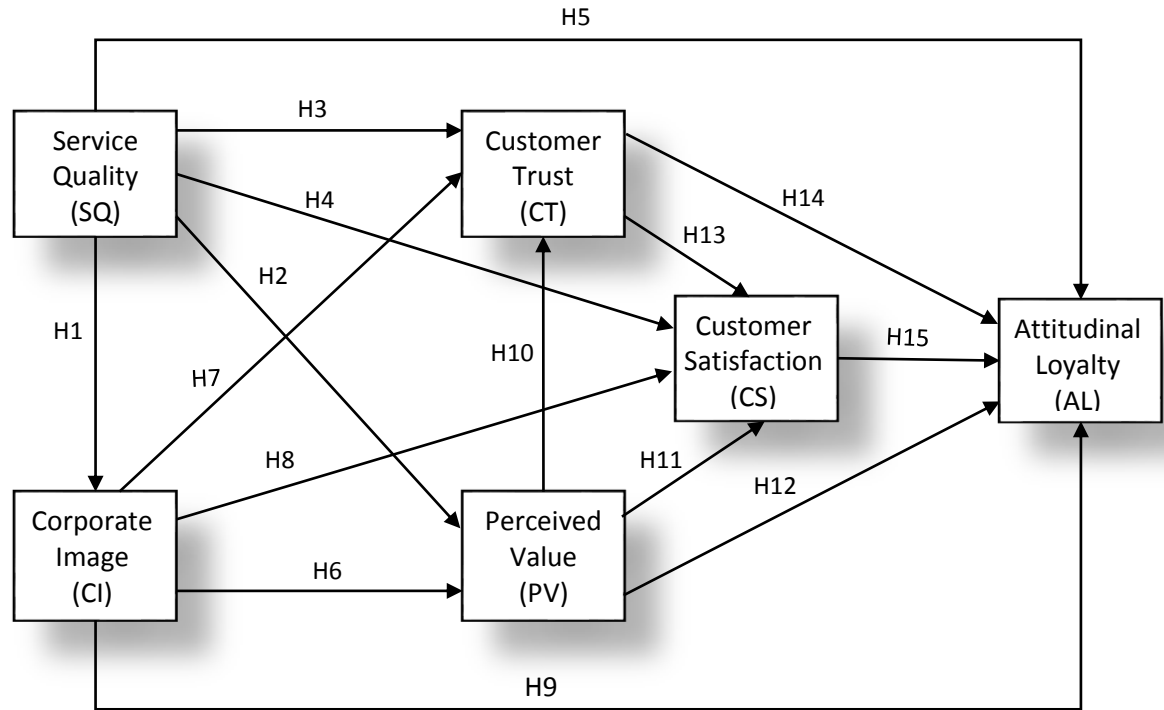 H5
H3
Service
Quality
(SQ)
Customer
Trust
(CT)
H4
H14
H13
H2
H1
H10
Customer
Satisfaction
(CS)
H15
Attitudinal
Loyalty
(AL)
H7
H8
H11
H12
Corporate
Image
(CI)
H6
Perceived
Value
(PV)
H9